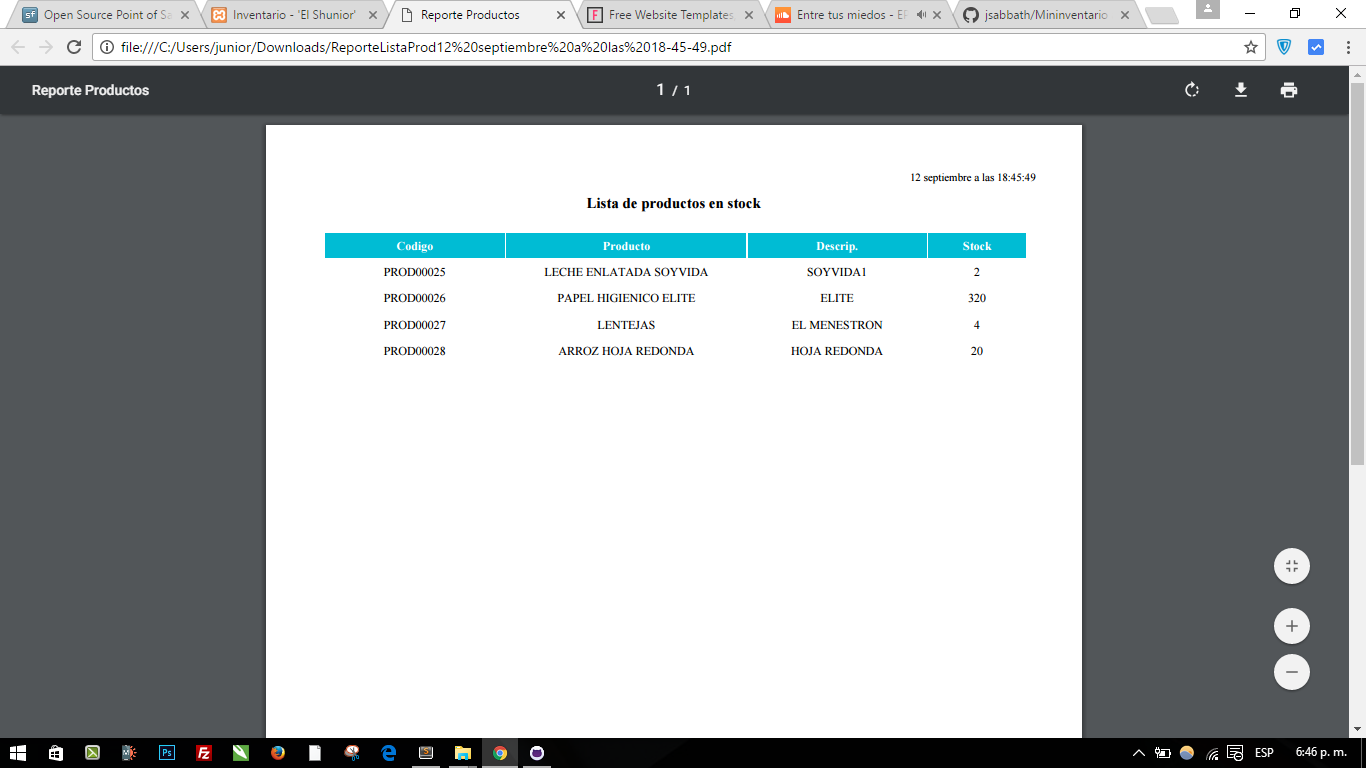 Open Source Point of Sa
Inventario - 'El Shunior'
Reporte Productos
Free Website Templates
Entre tus miedos - EP
jsabbath/Mininventario
file:///C:/Users/junior/Downloads/ReporteListaProd12%20septiembre%20a%20las%2018-45-49.pdf
Reporte Productos 1 / 1
12 septiembre a las 18:45:49
Lista de productos en stock
Codigo Producto Descrip. Stock
PROD00025 LECHE ENLATADA SOYVIDA SOYVIDA1 2
PROD00026 PAPEL HIGIENICO ELITE ELITE 320
PROD00027 LENTEJAS EL MENESTRON 4
PROD00028 ARROZ HOJA REDONDA HOJA REDONDA 20
ESP 6:46 p. m.